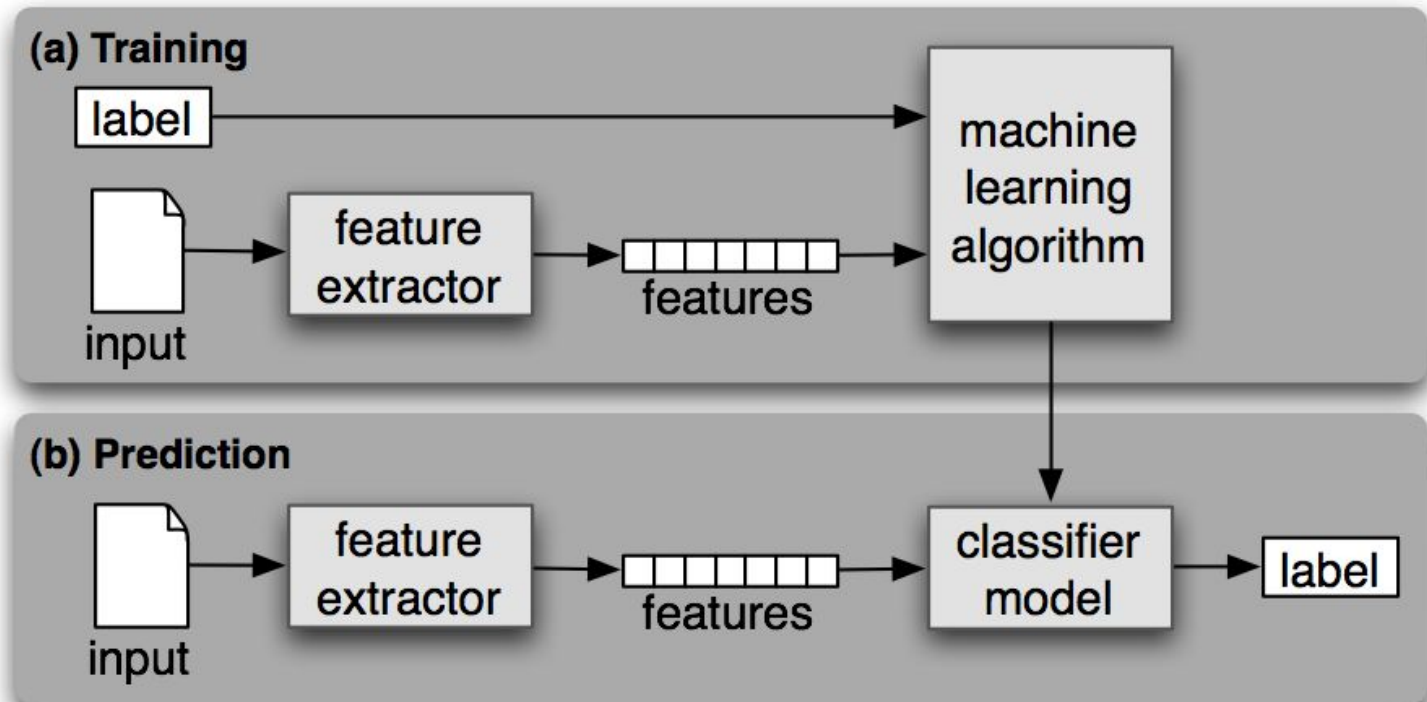 (a) Training
label
machine
learning
algorithm
feature
extractor
features
input
(b) Prediction
feature
extractor
features
classifier
model
label
input